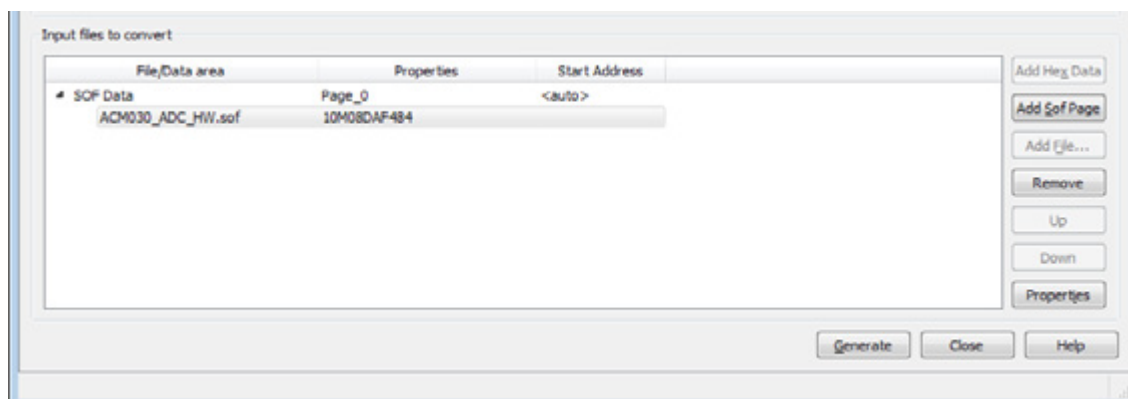 Input files to convert
File/Data area Properties Start Address
SOF Data Page_0 <auto>
ACM030_ADC_HW.sof 10M08DAF484
Add Hex Data
Add Sof Page
Add File...
Remove
Up
Down
Properties
Generate Close Help